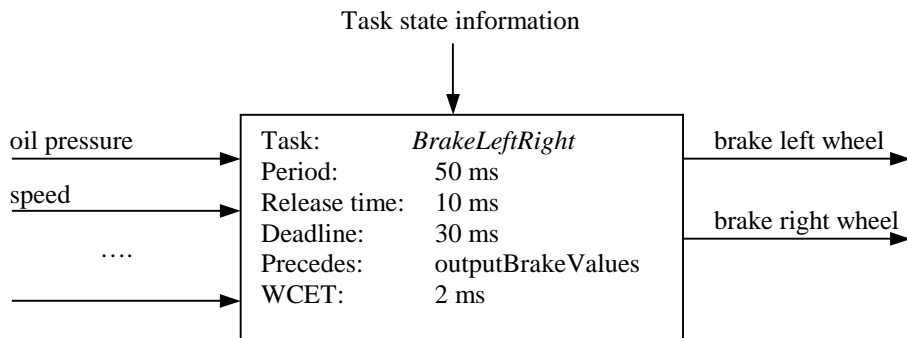 Task state information
oil pressure
speed
....
Task: BrakeLeftRight
Period: 50 ms
Release time: 10 ms
Deadline: 30 ms
Precedes: outputBrakeValues
WCET: 2 ms
brake left wheel
brake right wheel